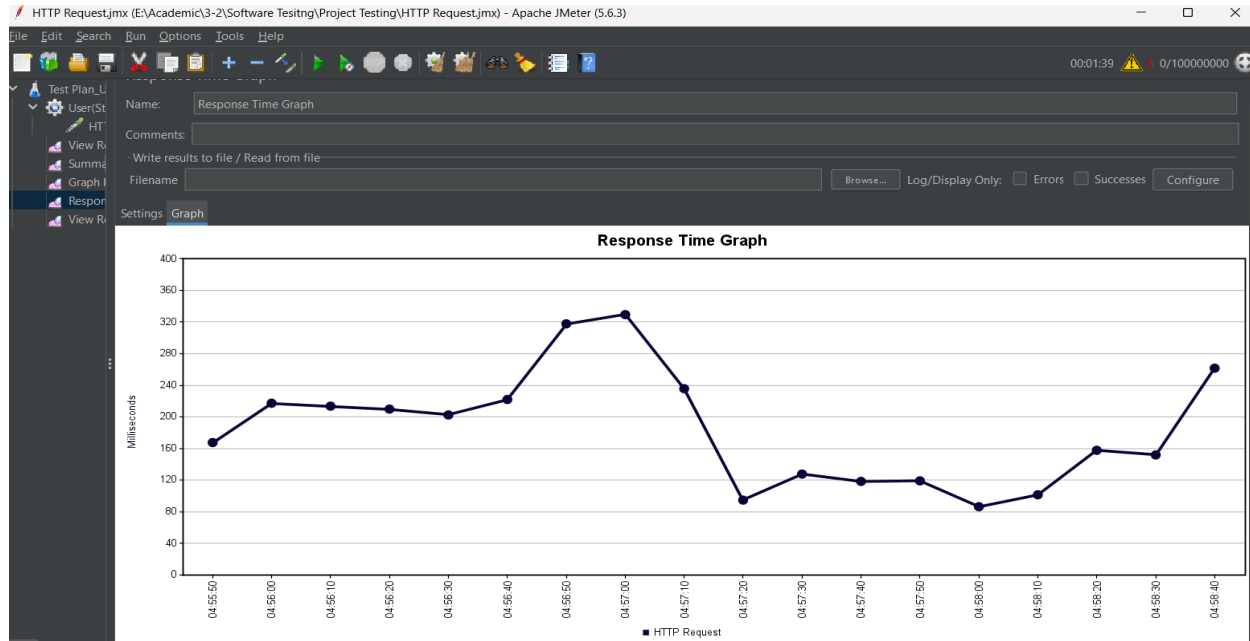 HTTP Request.jmx (E:\Academic\3-2\Software Tesitng\Project Testing\HTTP Request.jmx) - Apache JMeter (5.6.3)
File Edit Search Run Options Tools Help
00:01:39 3 0/100000000
Response Time Graph
Test Plan_U
User(St
HT
View Re
Summa
Graph
Respon
View Re
Name: Response Time Graph
Comments:
Write results to file / Read from file
Filename Browse... Log/Display Only: Errors Successes Configure
Settings Graph
Response Time Graph
400
360
320
280
240
200
160
120
80
40
0
Milliseconds
04:55:50 04:56:00 04:56:10 04:56:20 04:56:30 04:56:40 04:56:50 04:57:00 04:57:10 04:57:20 04:57:30 04:57:40 04:57:50 04:58:00 04:58:10 04:58:20 04:58:30 04:58:40
HTTP Request